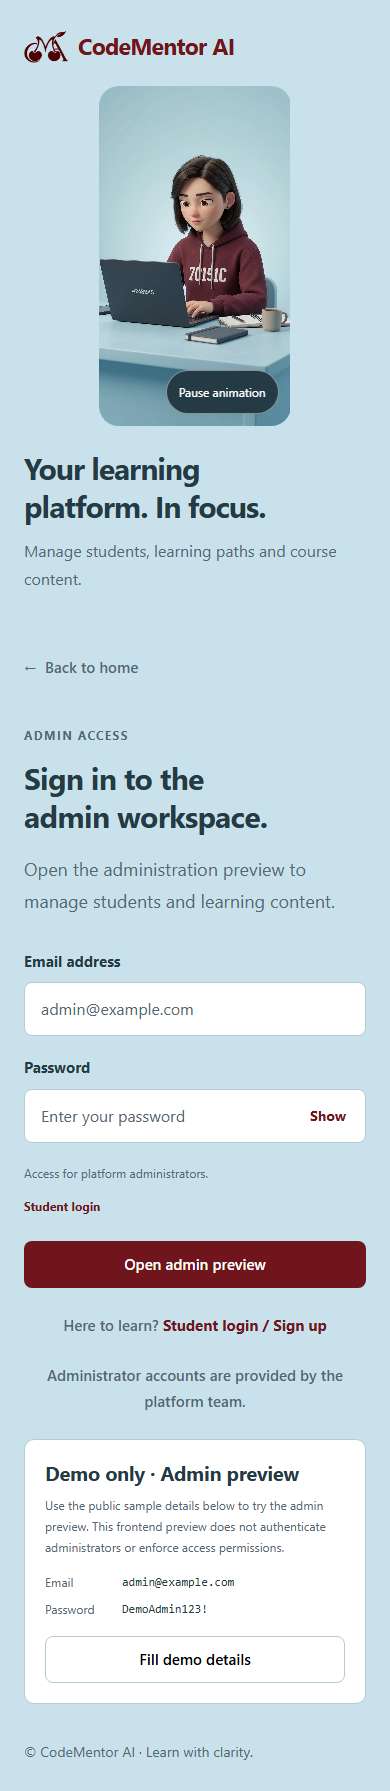 CodeMentor AI
Pause animation
Your learning
platform. In focus.
Manage students, learning paths and course
content.
← Back to home
ADMIN ACCESS
Sign in to the
admin workspace.
Open the administration preview to
manage students and learning content.
Email address
admin@example.com
Password
Enter your password
Show
Access for platform administrators.
Student login
Open admin preview
Here to learn? Student login / Sign up
Administrator accounts are provided by the
platform team.
Demo only · Admin preview
Use the public sample details below to try the admin
preview. This frontend preview does not authenticate
administrators or enforce access permissions.
Email admin@example.com
Password DemoAdmin123!
Fill demo details
© CodeMentor AI · Learn with clarity.